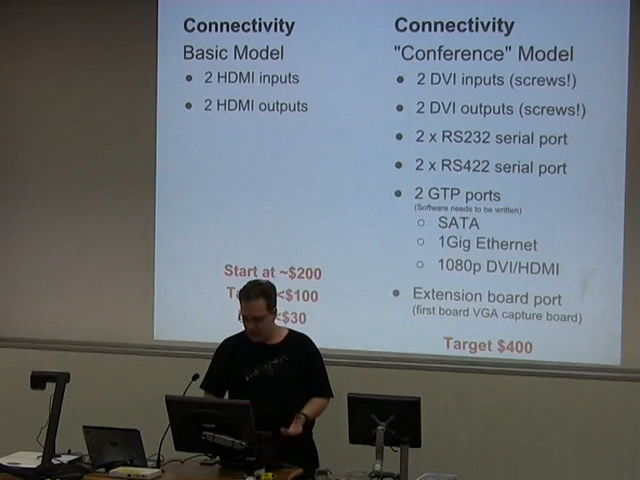 Connectivity
Basic Model
2 HDMI inputs
2 HDMI outputs
Start at ~$200
<$100
<$30
Connectivity
"Conference" Model
2 DVI inputs (screws!)
2 DVI outputs (screws!)
2 x RS232 serial port
2 x RS422 serial port
2 GTP ports
(Software needs to be written)
SATA
1Gig Ethernet
1080p DVI/HDMI
Extension board port
(first board VGA capture board)
Target $400